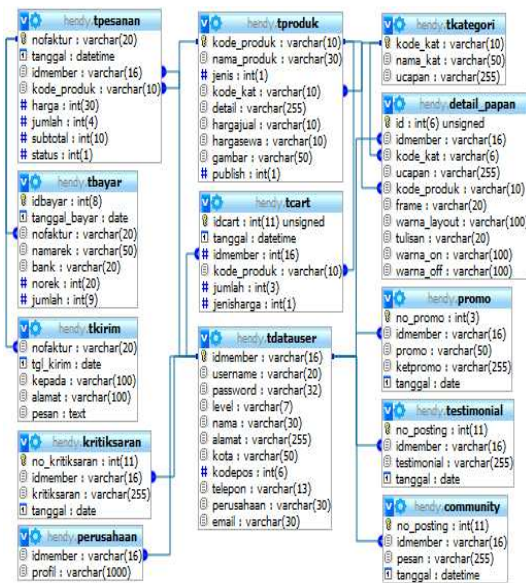 hendy.tpesanan
nofaktur : varchar(20)
tanggal : datetime
idmember : varchar(16)
kode_produk : varchar(10)
harga : int(30)
jumlah : int(4)
subtotal : int(10)
status : int(1)
hendy.tbayar
idbayar : int(8)
tanggal_bayar : date
nofaktur : varchar(20)
namarek : varchar(50)
bank : varchar(20)
norek : int(20)
jumlah : int(9)
hendy.tkirim
nofaktur : varchar(20)
tgl_kirim : date
kepada : varchar(100)
alamat : varchar(100)
pesan : text
hendy.kritiksaran
no_kritiksaran : int(11)
idmember : varchar(16)
kritiksaran : varchar(255)
tanggal : date
hendy.perusahaan
idmember : varchar(16)
profil : varchar(1000)
hendy.tproduk
kode_produk : varchar(10)
nama_produk : varchar(30)
jenis : int(1)
kode_kat : varchar(10)
detail : varchar(255)
hargajual : varchar(10)
hargasewa : varchar(10)
gambar : varchar(50)
publish : int(1)
hendy.tcart
idcart : int(11) unsigned
tanggal : datetime
idmember : int(16)
kode_produk : varchar(10)
jumlah : int(3)
jenisharga : int(1)
hendy.tdatauser
idmember : varchar(16)
username : varchar(20)
password : varchar(32)
level : varchar(7)
nama : varchar(30)
alamat : varchar(255)
kota : varchar(50)
kodepos : int(6)
telepon : varchar(13)
perusahaan : varchar(30)
email : varchar(30)
hendy.tkategori
kode_kat : varchar(10)
nama_kat : varchar(50)
ucapan : varchar(255)
hendy.detail_papan
id : int(6) unsigned
idmember : varchar(16)
kode_kat : varchar(6)
ucapan : varchar(255)
kode_produk : varchar(10)
frame : varchar(20)
warna_layout : varchar(100)
tulisan : varchar(20)
warna_on : varchar(100)
warna_off : varchar(100)
hendy.promo
no_promo : int(3)
idmember : varchar(16)
promo : varchar(50)
ketpromo : varchar(255)
tanggal : date
hendy.testimonial
no_posting : int(11)
idmember : varchar(16)
testimonial : varchar(255)
tanggal : date
hendy.community
no_posting : int(11)
idmember : varchar(16)
pesan : varchar(255)
tanggal : datetime